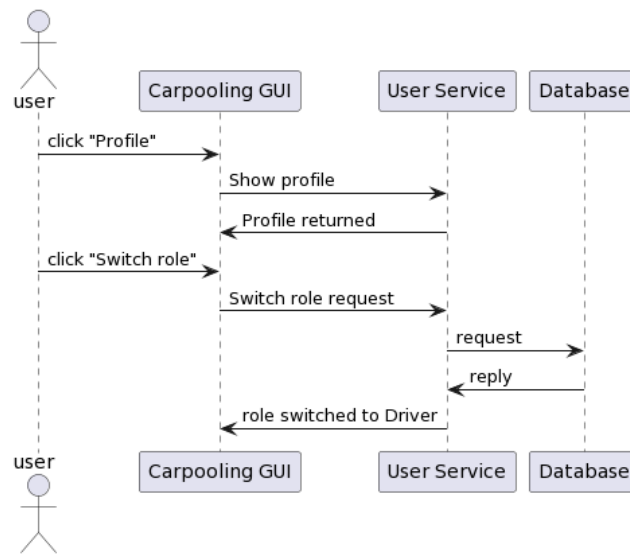 user
Carpooling GUI
User Service
Database
click "Profile"
Show profile
Profile returned
click "Switch role"
Switch role request
request
reply
role switched to Driver
user
Carpooling GUI
User Service
Database